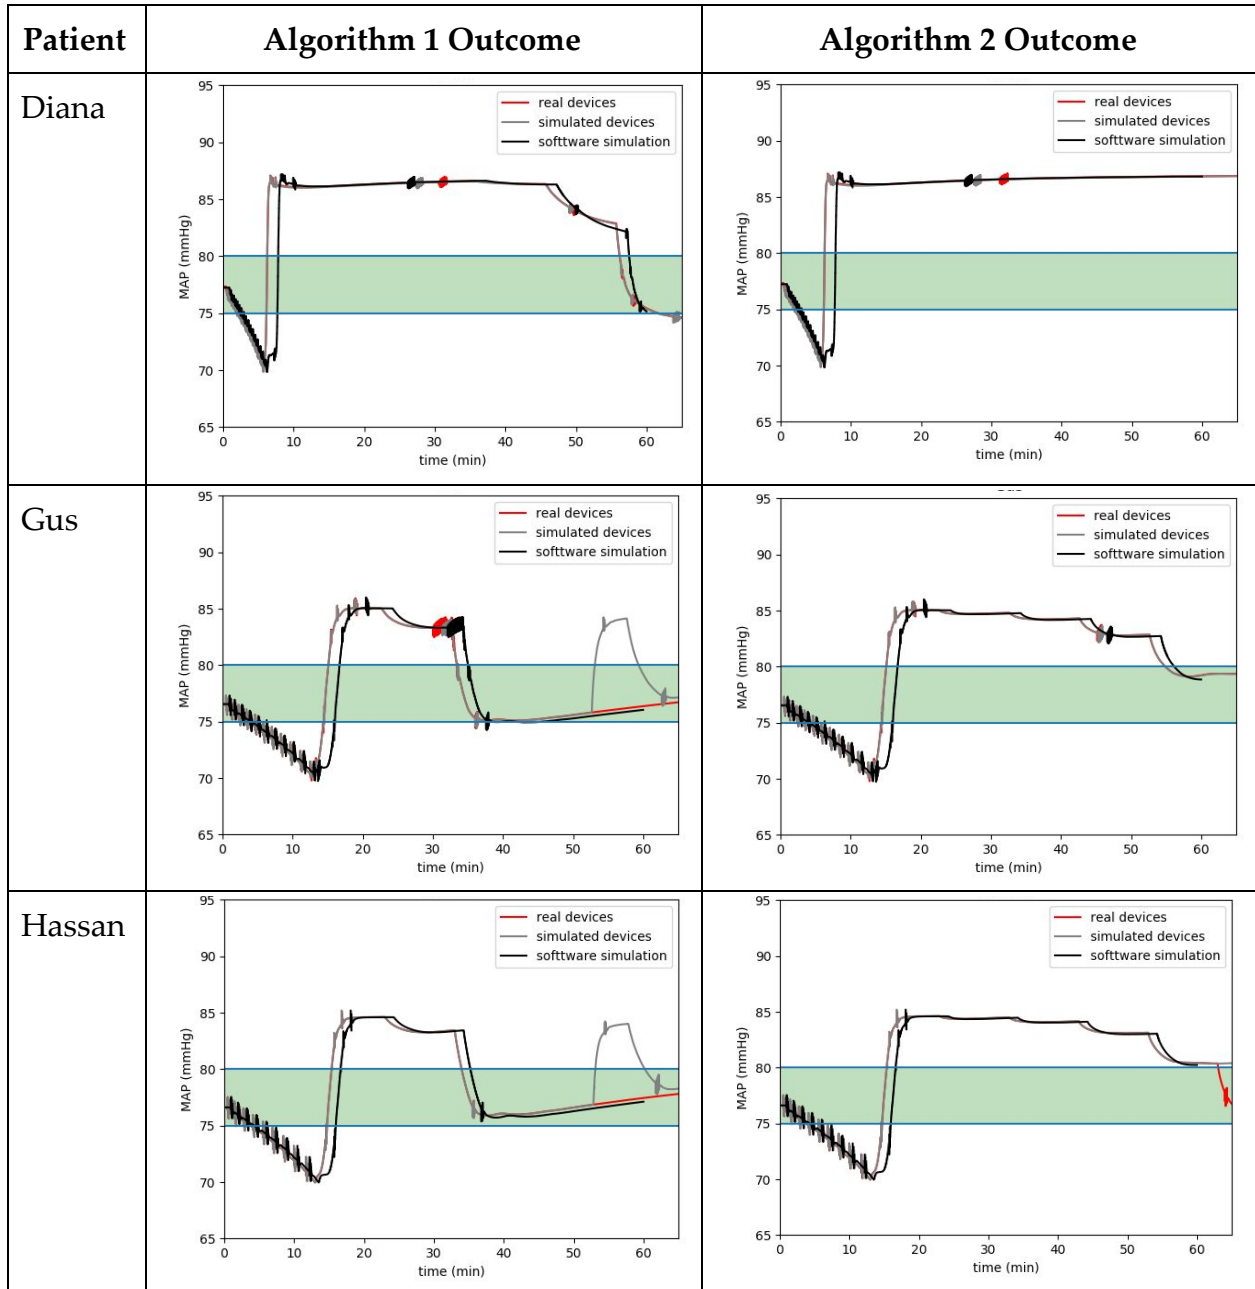 Patient Algorithm 1 Outcome Algorithm 2 Outcome
Diana
95
90
85
80
75
70
65
MAP (mmHg)
0 10 20 30 40 50 60
time (min)
real devices
simulated devices
softtware simulation
95
90
85
80
75
70
65
MAP (mmHg)
0 10 20 30 40 50 60
time (min)
real devices
simulated devices
softtware simulation
Gus
95
90
85
80
75
70
65
MAP (mmHg)
0 10 20 30 40 50 60
time (min)
real devices
simulated devices
softtware simulation
95
90
85
80
75
70
65
MAP (mmHg)
0 10 20 30 40 50 60
time (min)
real devices
simulated devices
softtware simulation
Hassan
95
90
85
80
75
70
65
MAP (mmHg)
0 10 20 30 40 50 60
time (min)
real devices
simulated devices
softtware simulation
95
90
85
80
75
70
65
MAP (mmHg)
0 10 20 30 40 50 60
time (min)
real devices
simulated devices
softtware simulation